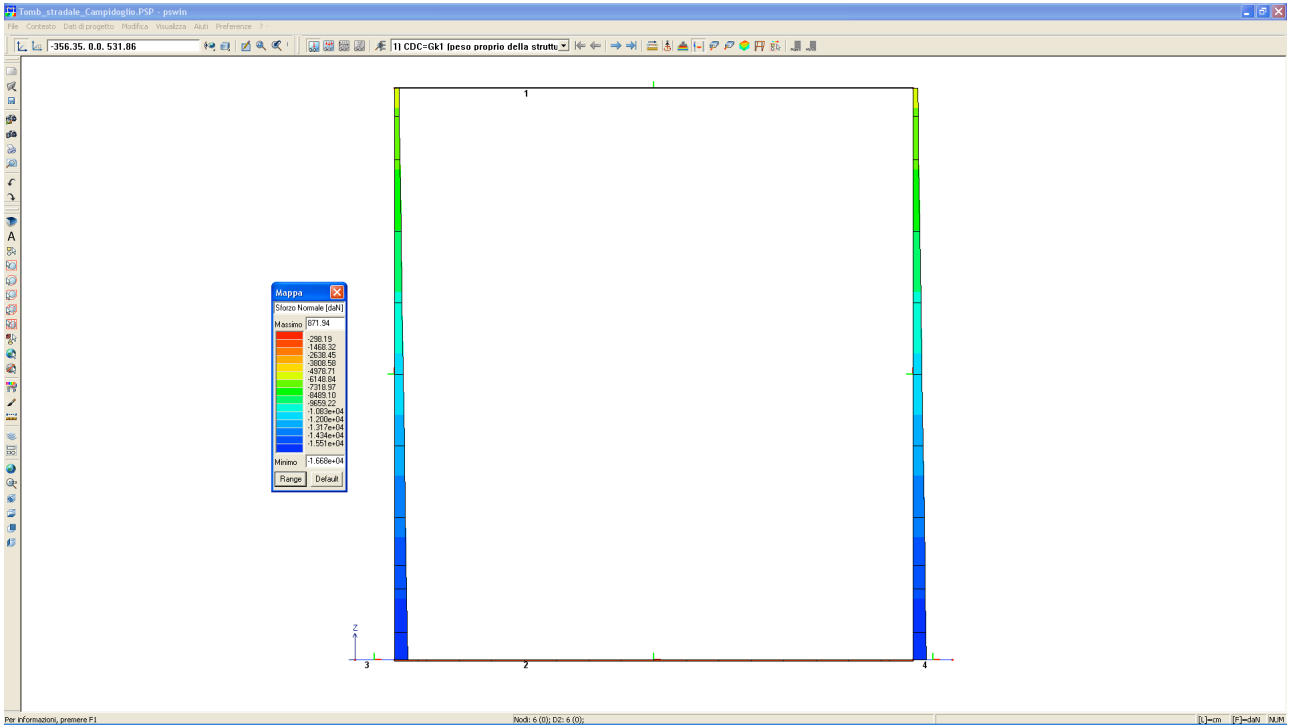 Tomb_stradale_Campidoglio.PSP - pswin
File Contesto Dati di progetto Modifica Visualizza Aiuti Preferenze ?
-356.35. 0.0. 531.86
1) CDC=Gk1 (peso proprio della struttu
1
A
Mappa
Sforzo Normale [daN]
Massimo 871.94
-298.19
-1468.32
-2638.45
-3808.58
-4978.71
-6148.84
-7318.97
-8489.10
-9659.22
-1.083e+04
-1.200e+04
-1.317e+04
-1.434e+04
-1.551e+04
Minimo -1.668e+04
Range Default
Z
3 2 4
Per informazioni, premere F1 Nodi: 6 (0); D2: 6 (0); [L]=cm [F]=daN NUM